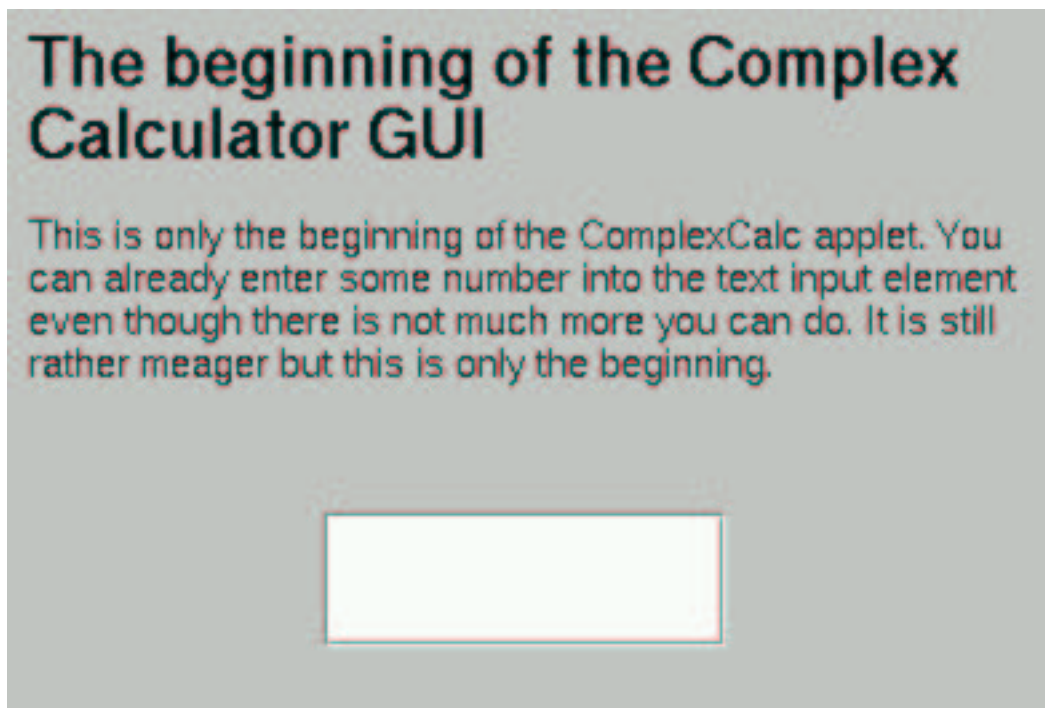 The beginning of the Complex
Calculator GUI
This is only the beginning of the ComplexCalc applet. You
can already enter some number into the text input element
even though there is not much more you can do. It is still
rather meager but this is only the beginning.